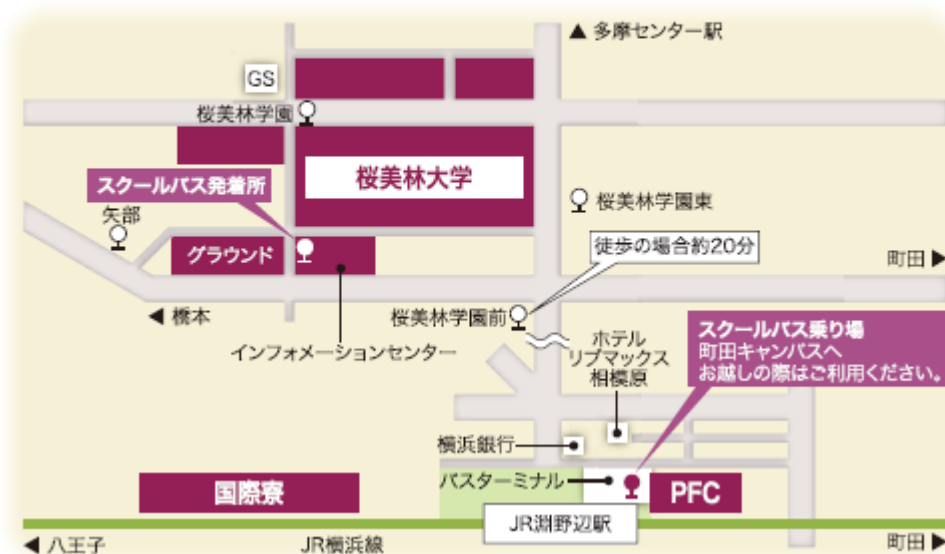 ▲ 多摩センター駅
GS
桜美林学園
桜美林大学
スクールバス発着所
桜美林学園東
矢部
グラウンド
徒歩の場合約20分
町田 ▶
◀ 橋本
桜美林学園前
インフォメーションセンター
ホテル
リブマックス
相模原
スクールバス乗り場
町田キャンパスへ
お越しの際はご利用ください。
横浜銀行
バスターミナル
国際寮
PFC
JR淵野辺駅
◀ 八王子
JR横浜線
町田 ▶